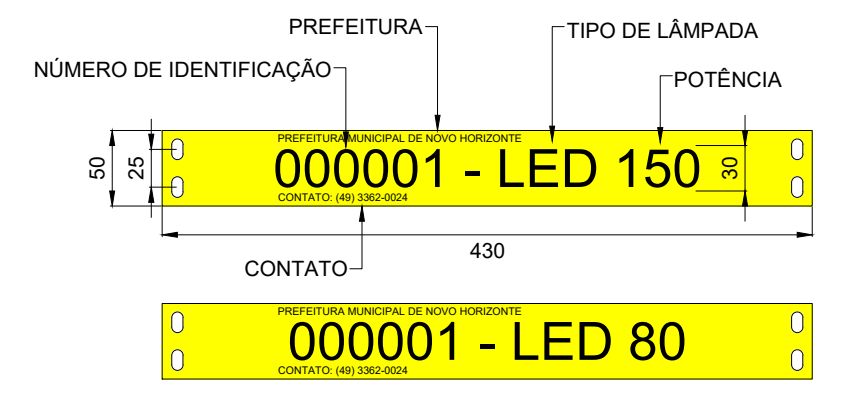 PREFEITURA
TIPO DE LÂMPADA
NÚMERO DE IDENTIFICAÇÃO
POTÊNCIA
PREFEITURA MUNICIPAL DE NOVO HORIZONTE
000001 - LED 150
CONTATO: (49) 3362-0024
50
25
30
430
CONTATO
PREFEITURA MUNICIPAL DE NOVO HORIZONTE
000001 - LED 80
CONTATO: (49) 3362-0024